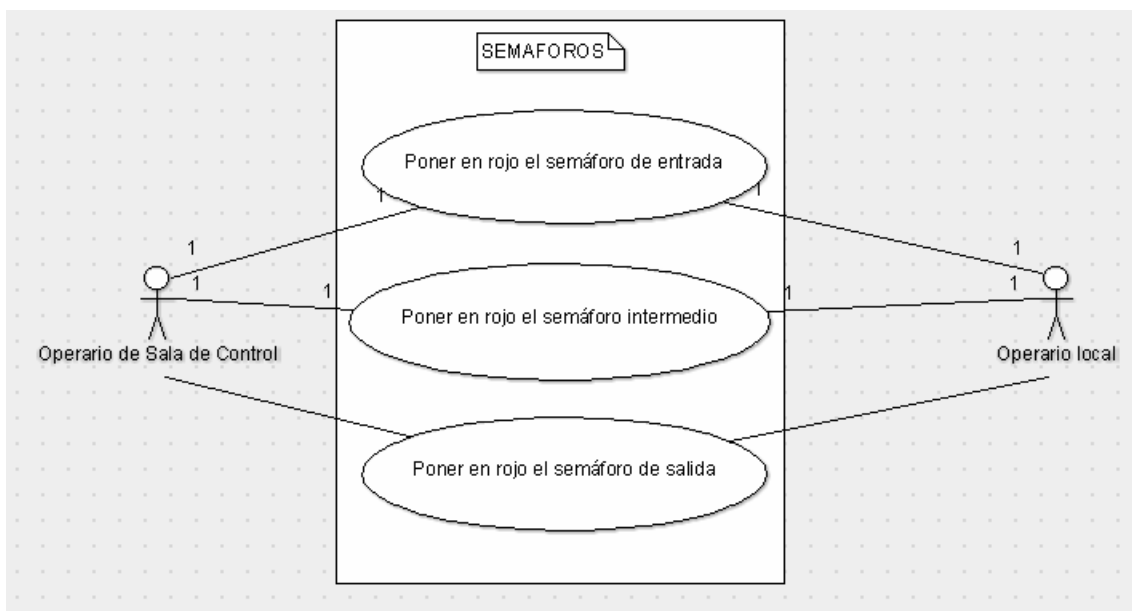 SEMAFOROS
Poner en rojo el semáforo de entrada
1
1
1
1
1
1
1
1
Poner en rojo el semáforo intermedio
Operario de Sala de Control
Operario local
Poner en rojo el semáforo de salida